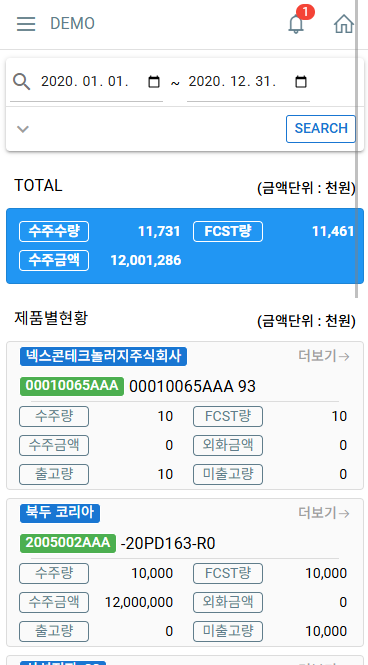 DEMO 1
2020. 01. 01. ~ 2020. 12. 31.
SEARCH
TOTAL (금액단위 : 천원)
수주수량 11,731 FCST량 11,461
수주금액 12,001,286
제품별현황 (금액단위 : 천원)
넥스콘테크놀러지주식회사 더보기→
00010065AAA 00010065AAA 93
수주량 10 FCST량 10
수주금액 0 외화금액 0
출고량 10 미출고량 0
북두 코리아 더보기→
2005002AAA -20PD163-R0
수주량 10,000 FCST량 10,000
수주금액 12,000,000 외화금액 0
출고량 0 미출고량 10,000